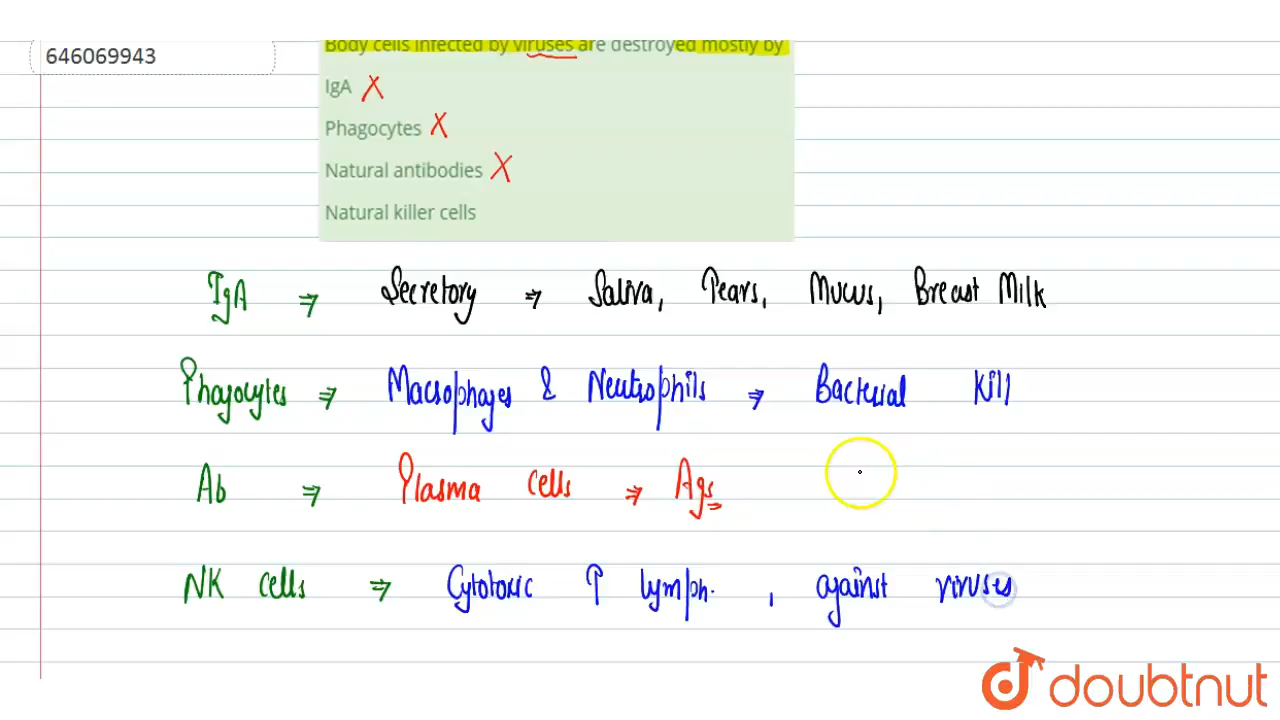 646069943
Body cells infected by viruses are destroyed mostly by
IgA X
Phagocytes X
Natural antibodies X
Natural killer cells
IgA ⇒ Secretory ⇒ Saliva, Tears, Mucus, Breast Milk
Phagocytes ⇒ Macrophages & Neutrophils ⇒ Bacterial Kill
Ab ⇒ Plasma cells ⇒ Ags
NK cells ⇒ Cytotoxic T lymph. , against viruses
doubtnut